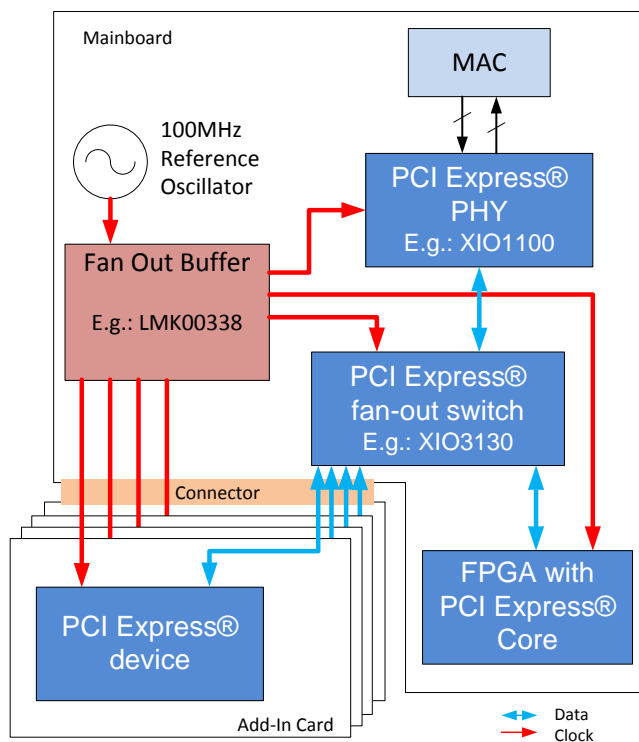 Mainboard
MAC
100MHz
Reference
Oscillator
PCI Express®
PHY
E.g.: XIO1100
Fan Out Buffer
E.g.: LMK00338
PCI Express®
fan-out switch
E.g.: XIO3130
Connector
FPGA with
PCI Express®
Core
PCI Express®
device
Add-In Card
Data
Clock